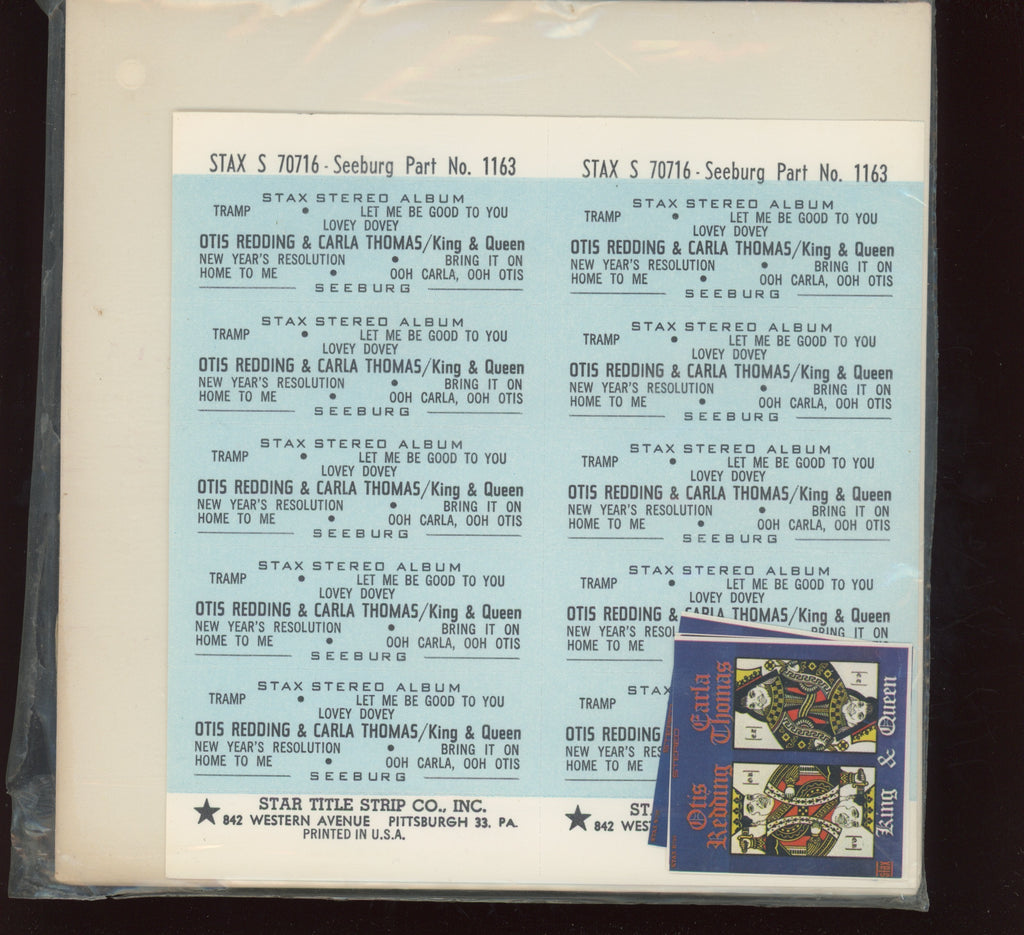 STAX S 70716 - Seeburg Part No. 1163
STAX STEREO ALBUM
TRAMP • LET ME BE GOOD TO YOU
LOVEY DOVEY
OTIS REDDING & CARLA THOMAS/King & Queen
NEW YEAR'S RESOLUTION • BRING IT ON
HOME TO ME • OOH CARLA, OOH OTIS
SEEBURG
STAX STEREO ALBUM
TRAMP • LET ME BE GOOD TO YOU
LOVEY DOVEY
OTIS REDDING & CARLA THOMAS/King & Queen
NEW YEAR'S RESOLUTION • BRING IT ON
HOME TO ME • OOH CARLA, OOH OTIS
SEEBURG
STAX STEREO ALBUM
TRAMP • LET ME BE GOOD TO YOU
LOVEY DOVEY
OTIS REDDING & CARLA THOMAS/King & Queen
NEW YEAR'S RESOLUTION • BRING IT ON
HOME TO ME • OOH CARLA, OOH OTIS
SEEBURG
STAX STEREO ALBUM
TRAMP • LET ME BE GOOD TO YOU
LOVEY DOVEY
OTIS REDDING & CARLA THOMAS/King & Queen
NEW YEAR'S RESOLUTION • BRING IT ON
HOME TO ME • OOH CARLA, OOH OTIS
SEEBURG
STAX STEREO ALBUM
TRAMP • LET ME BE GOOD TO YOU
LOVEY DOVEY
OTIS REDDING & CARLA THOMAS/King & Queen
NEW YEAR'S RESOLUTION • BRING IT ON
HOME TO ME • OOH CARLA, OOH OTIS
SEEBURG
STAR TITLE STRIP CO., INC.
842 WESTERN AVENUE PITTSBURGH 33, PA.
PRINTED IN U.S.A.
STAX S 70716 - Seeburg Part No. 1163
STAX STEREO ALBUM
TRAMP • LET ME BE GOOD TO YOU
LOVEY DOVEY
OTIS REDDING & CARLA THOMAS/King & Queen
NEW YEAR'S RESOLUTION • BRING IT ON
HOME TO ME • OOH CARLA, OOH OTIS
SEEBURG
STAX STEREO ALBUM
TRAMP • LET ME BE GOOD TO YOU
LOVEY DOVEY
OTIS REDDING & CARLA THOMAS/King & Queen
NEW YEAR'S RESOLUTION • BRING IT ON
HOME TO ME • OOH CARLA, OOH OTIS
SEEBURG
STAX STEREO ALBUM
TRAMP • LET ME BE GOOD TO YOU
LOVEY DOVEY
OTIS REDDING & CARLA THOMAS/King & Queen
NEW YEAR'S RESOLUTION • BRING IT ON
HOME TO ME • OOH CARLA, OOH OTIS
SEEBURG
STAX STEREO ALBUM
TRAMP • LET ME BE GOOD TO YOU
LOVEY DOVEY
OTIS REDDING & CARLA THOMAS/King & Queen
NEW YEAR'S RESOL
HOME TO ME
STAX
TRAMP
OTIS REDDING
NEW YEAR'S RES
HOME TO ME
ST
842 WEST
Otis Redding Carla Thomas
King & Queen
STEREO
stax